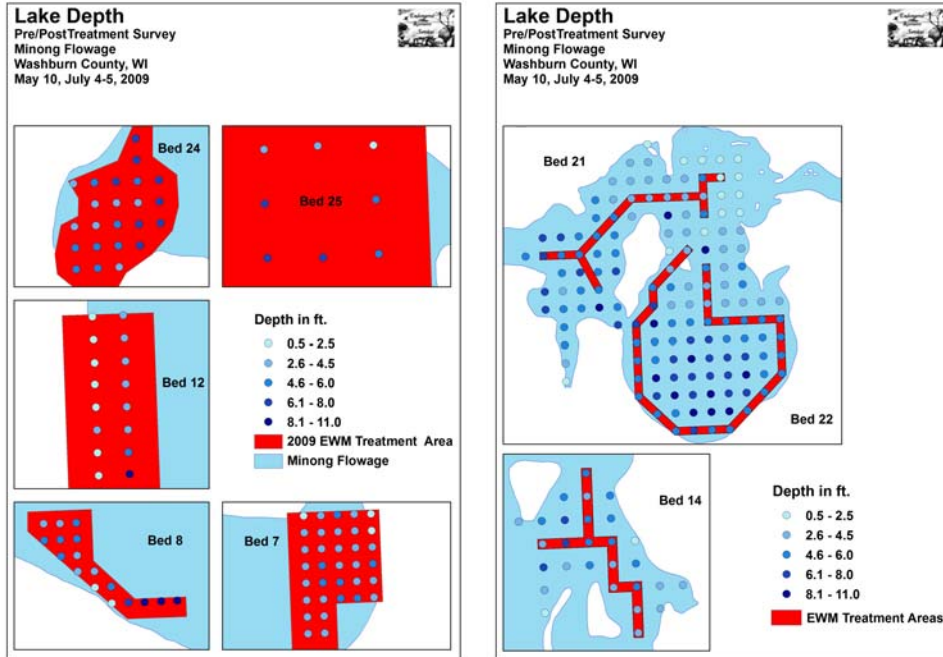 Lake Depth
Pre/PostTreatment Survey
Minong Flowage
Washburn County, WI
May 10, July 4-5, 2009
Bed 24
Bed 25
Bed 12
Depth in ft.
0.5 - 2.5
2.6 - 4.5
4.6 - 6.0
6.1 - 8.0
8.1 - 11.0
2009 EWM Treatment Area
Minong Flowage
Bed 8
Bed 7
Lake Depth
Pre/PostTreatment Survey
Minong Flowage
Washburn County, WI
May 10, July 4-5, 2009
Bed 21
Bed 22
Bed 14
Depth in ft.
0.5 - 2.5
2.6 - 4.5
4.6 - 6.0
6.1 - 8.0
8.1 - 11.0
EWM Treatment Areas